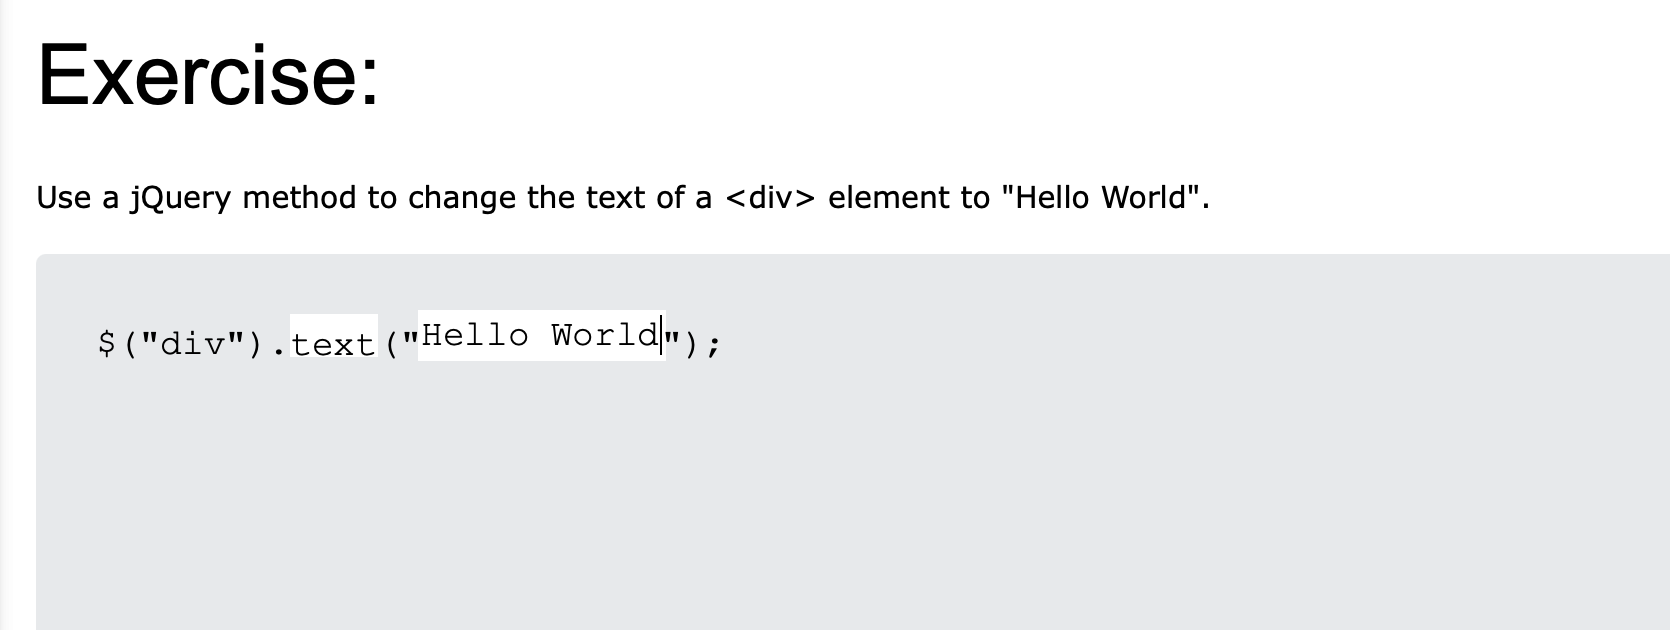 Exercise:
Use a jQuery method to change the text of a <div> element to "Hello World".
$("div").text("Hello World");